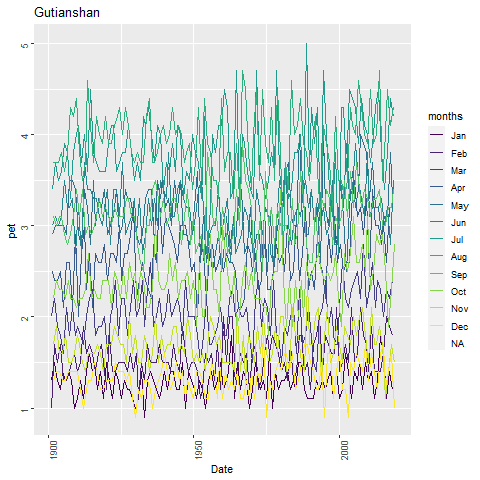 Gutianshan
5
4
3
2
1
pet
1900
1950
2000
Date
months
Jan
Feb
Mar
Apr
May
Jun
Jul
Aug
Sep
Oct
Nov
Dec
NA